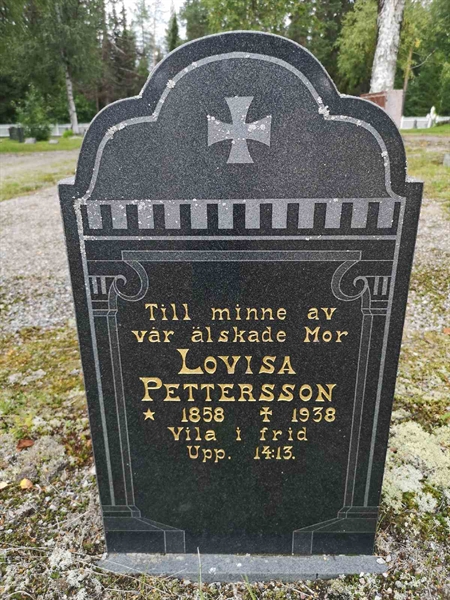 Till minne av
vår älskade Mor
LOVISA
PETTERSSON
★ 1858 ✝ 1938
Vila i frid
Upp. 14:13.